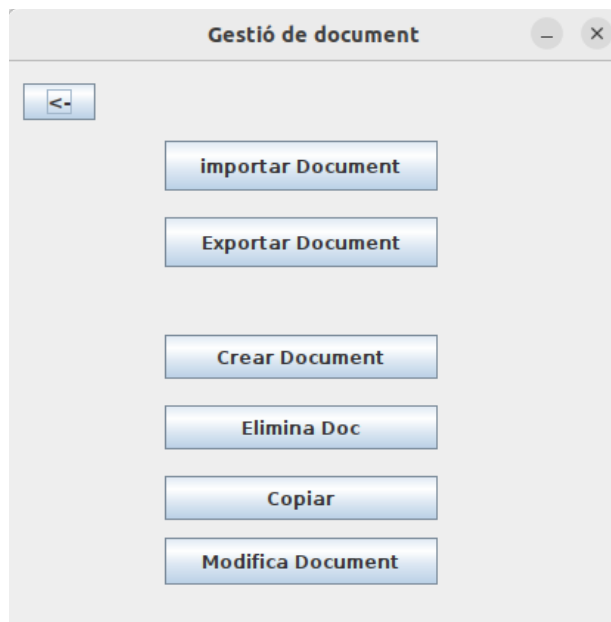 Gestió de document
<-
importar Document
Exportar Document
Crear Document
Elimina Doc
Copiar
Modifica Document